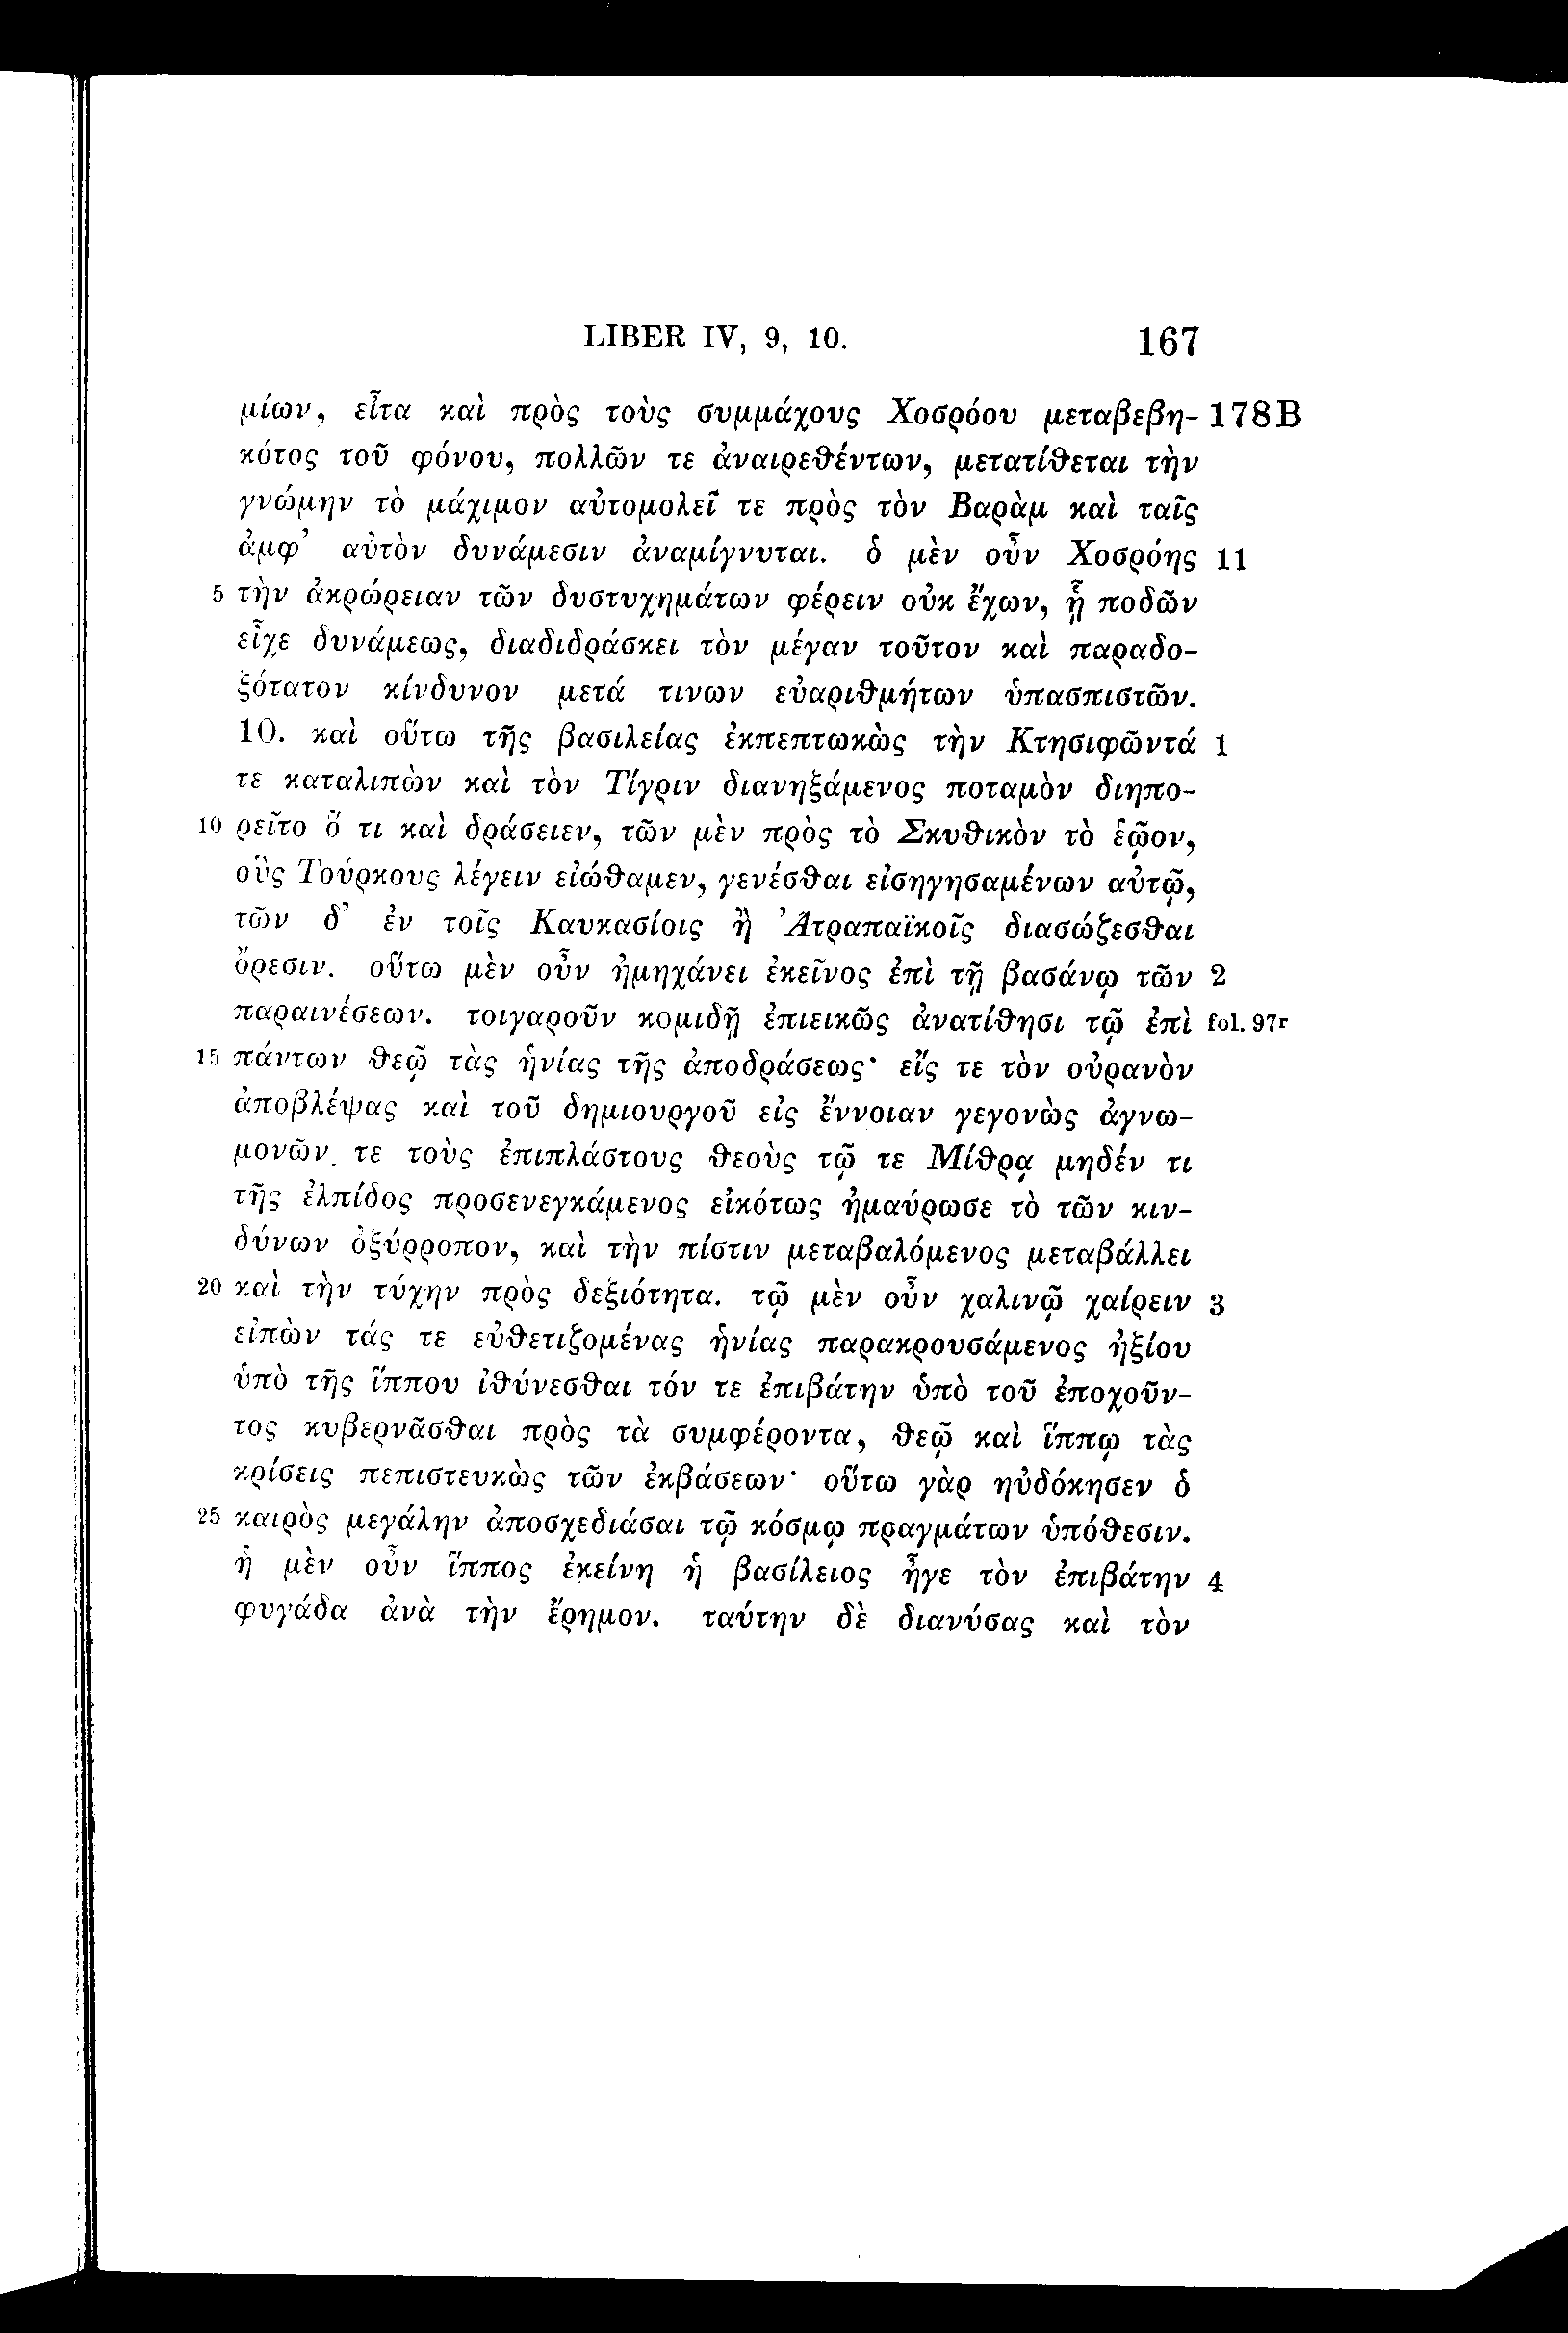 LIBER IV, 9, 10. 167
μίων, εἶτα καὶ πρὸς τοὺς συμμάχους Χοσρόου μεταβεβη- 178B
κότος τοῦ φόνου, πολλῶν τε ἀναιρεθέντων, μετατίθεται τὴν
γνώμην τὸ μάχιμον αὐτομολεῖ τε πρὸς τὸν Βαρὰμ καὶ ταῖς
ἀμφ’ αὐτὸν δυνάμεσιν ἀναμίγνυται. ὁ μὲν οὖν Χοσρόης 11
5 τὴν ἀκρώρειαν τῶν δυστυχημάτων φέρειν οὐκ ἔχων, ᾗ ποδῶν
εἶχε δυνάμεως, διαδιδράσκει τὸν μέγαν τοῦτον καὶ παραδο-
ξότατον κίνδυνον μετά τινων εὐαριθμήτων ὑπασπιστῶν.
10. καὶ οὕτω τῆς βασιλείας ἐκπεπτωκὼς τὴν Κτησιφῶντά 1
τε καταλιπὼν καὶ τὸν Τίγριν διανηξάμενος ποταμὸν διηπο-
10 ρεῖτο ὅ τι καὶ δράσειεν, τῶν μὲν πρὸς τὸ Σκυθικὸν τὸ ἑῷον,
οὓς Τούρκους λέγειν εἰώθαμεν, γενέσθαι εἰσηγησαμένων αὐτῷ,
τῶν δ’ ἐν τοῖς Καυκασίοις ἢ Ἀτραπαϊκοῖς διασώζεσθαι
ὄρεσιν. οὕτω μὲν οὖν ἠμηχάνει ἐκεῖνος ἐπὶ τῇ βασάνῳ τῶν 2
παραινέσεων. τοιγαροῦν κομιδῇ ἐπιεικῶς ἀνατίθησι τῷ ἐπὶ fol. 97r
15 πάντων θεῷ τὰς ἡνίας τῆς ἀποδράσεως· εἴς τε τὸν οὐρανὸν
ἀποβλέψας καὶ τοῦ δημιουργοῦ εἰς ἔννοιαν γεγονὼς ἀγνω-
μονῶν τε τοὺς ἐπιπλάστους θεοὺς τῷ τε Μίθρᾳ μηδέν τι
τῆς ἐλπίδος προσενεγκάμενος εἰκότως ἠμαύρωσε τὸ τῶν κιν-
δύνων ὀξύρροπον, καὶ τὴν πίστιν μεταβαλόμενος μεταβάλλει
20 καὶ τὴν τύχην πρὸς δεξιότητα. τῷ μὲν οὖν χαλινῷ χαίρειν 3
εἰπὼν τάς τε εὐθετιζομένας ἡνίας παρακρουσάμενος ἠξίου
ὑπὸ τῆς ἵππου ἰθύνεσθαι τόν τε ἐπιβάτην ὑπὸ τοῦ ἐποχοῦν-
τος κυβερνᾶσθαι πρὸς τὰ συμφέροντα, θεῷ καὶ ἵππῳ τὰς
κρίσεις πεπιστευκὼς τῶν ἐκβάσεων· οὕτω γὰρ ηὐδόκησεν ὁ
25 καιρὸς μεγάλην ἀποσχεδιάσαι τῷ κόσμῳ πραγμάτων ὑπόθεσιν.
ἡ μὲν οὖν ἵππος ἐκείνη ἡ βασίλειος ἦγε τὸν ἐπιβάτην 4
φυγάδα ἀνὰ τὴν ἔρημον. ταύτην δὲ διανύσας καὶ τὸν